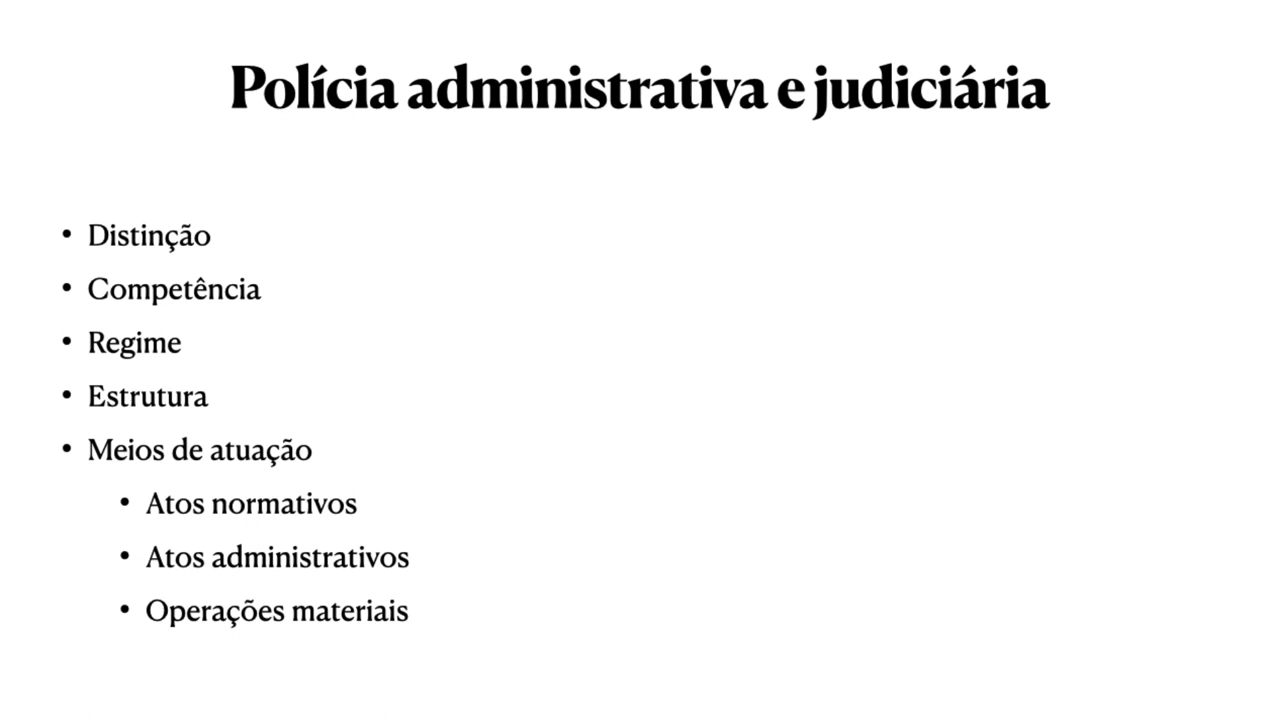 Polícia administrativa e judiciária
• Distinção
• Competência
• Regime
• Estrutura
• Meios de atuação
• Atos normativos
• Atos administrativos
• Operações materiais